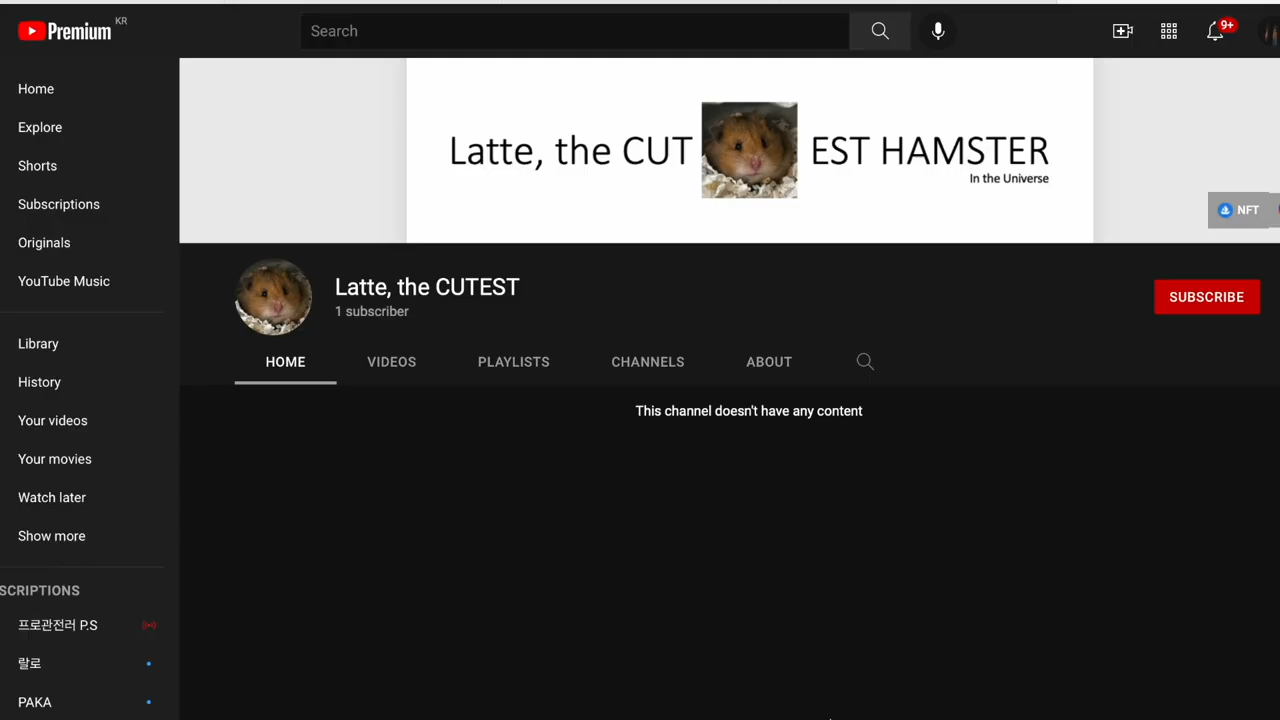 Premium KR
Search
9+
Home
Explore
Shorts
Subscriptions
Originals
YouTube Music
Library
History
Your videos
Your movies
Watch later
Show more
SCRIPTIONS
프로관전러 P.S
랄로
PAKA
Latte, the CUT EST HAMSTER
In the Universe
NFT
Latte, the CUTEST
1 subscriber
SUBSCRIBE
HOME VIDEOS PLAYLISTS CHANNELS ABOUT
This channel doesn't have any content